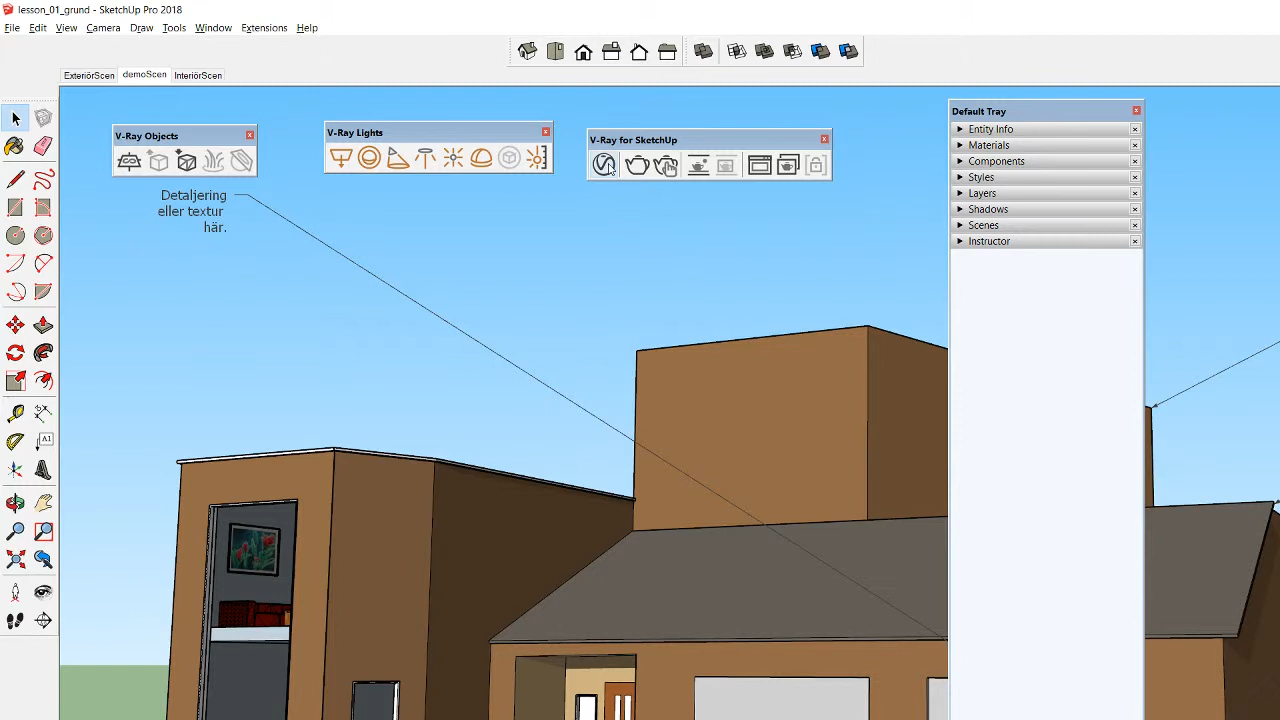 lesson_01_grund - SketchUp Pro 2018
File Edit View Camera Draw Tools Window Extensions Help
ExteriörScen demoScen InteriörScen
V-Ray Objects
V-Ray Lights
V-Ray for SketchUp
Default Tray
Entity Info
Materials
Components
Styles
Layers
Shadows
Scenes
Instructor
Detaljering
eller textur
här.
A1